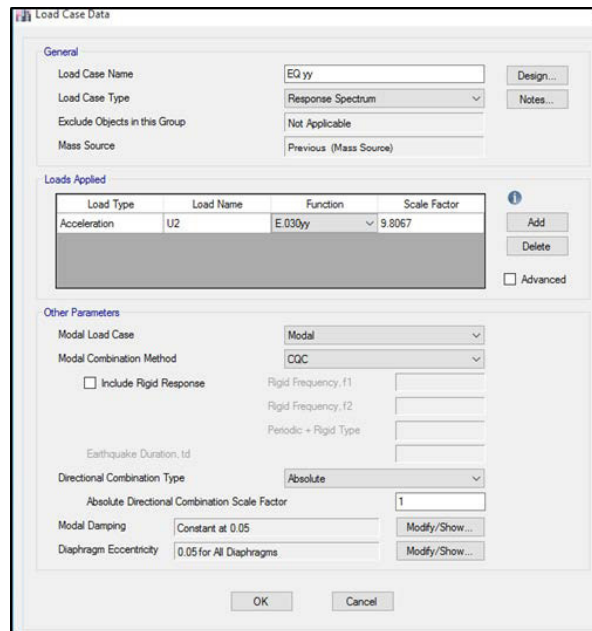 Load Case Data
General
Load Case Name EQ yy Design...
Load Case Type Response Spectrum Notes...
Exclude Objects in this Group Not Applicable
Mass Source Previous (Mass Source)
Loads Applied
Load Type Load Name Function Scale Factor
Acceleration U2 E.030yy 9.8067 Add
Delete
Advanced
Other Parameters
Modal Load Case Modal
Modal Combination Method CQC
Include Rigid Response Rigid Frequency, f1
Rigid Frequency, f2
Periodic + Rigid Type
Earthquake Duration, td
Directional Combination Type Absolute
Absolute Directional Combination Scale Factor 1
Modal Damping Constant at 0.05 Modify/Show...
Diaphragm Eccentricity 0.05 for All Diaphragms Modify/Show...
OK Cancel